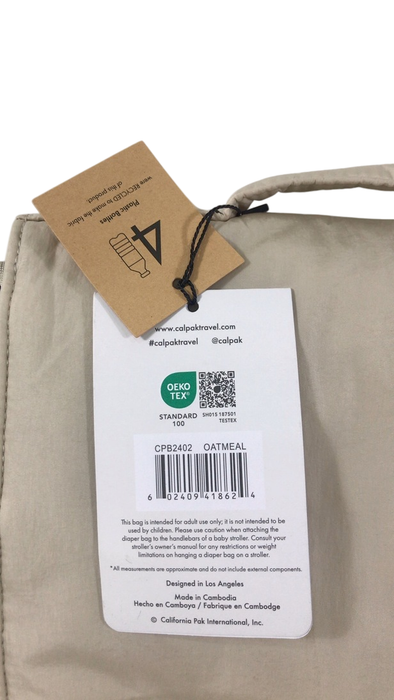 4
Plastic Bottles
were RECYCLED to make the fabric
of this product.
www.calpaktravel.com
#calpaktravel @calpak
OEKO
TEX®
STANDARD
100
SH015 187501
TESTEX
CPB2402 OATMEAL
6 02409 41862 4
This bag is intended for adult use only; it is not intended to be
used by children. Please use caution when attaching the
diaper bag to the handlebars of a baby stroller. Consult your
stroller's owner's manual for any restrictions or weight
limitations on hanging a diaper bag on a stroller.
*All measurements are approximate and do not include external components.
Designed in Los Angeles
Made in Cambodia
Hecho en Camboya / Fabrique en Cambodge
© California Pak International, Inc.